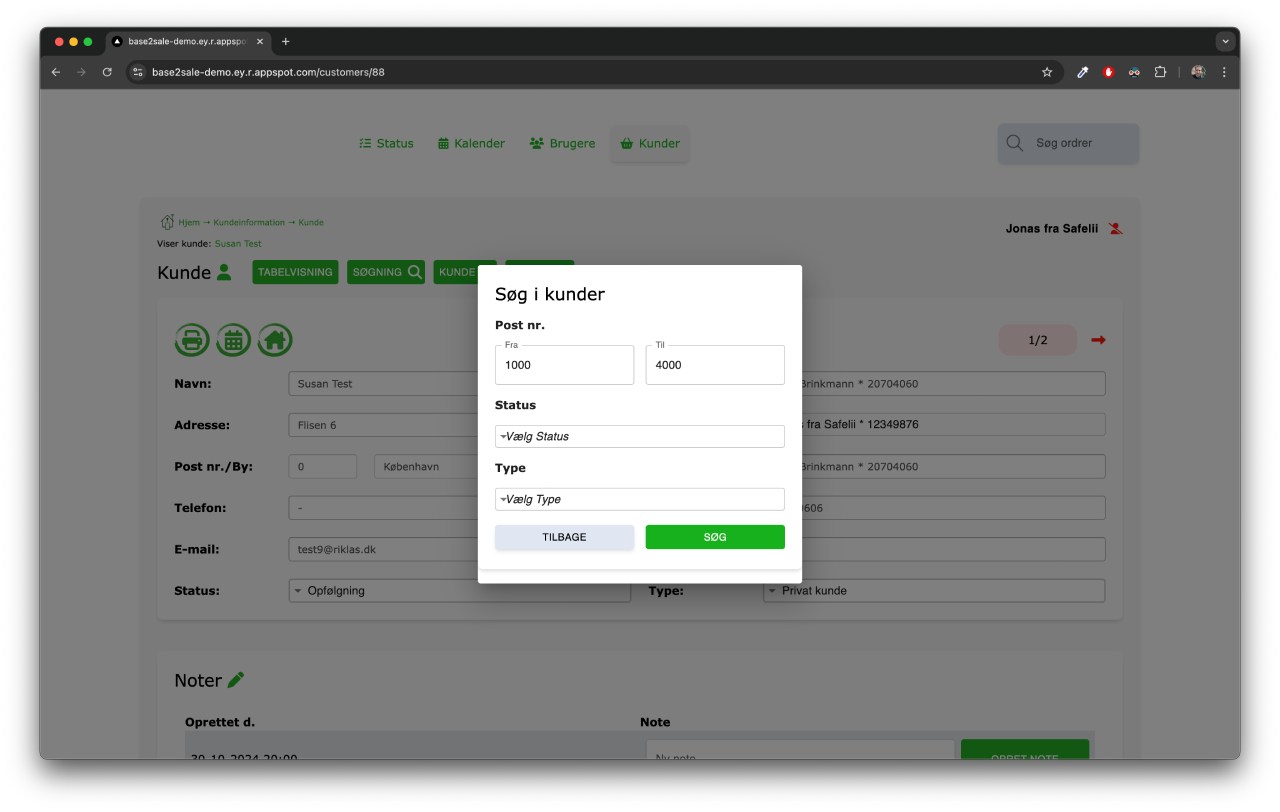 base2sale-demo.ey.r.appspo
base2sale-demo.ey.r.appspot.com/customers/88
Status Kalender Brugere Kunder Søg ordrer
Hjem → Kundeinformation → Kunde
Jonas fra Safelii
Viser kunde: Susan Test
Kunde TABELVISNING SØGNING KUNDE
Søg i kunder
Post nr.
Fra Til
1000 4000
Status
Vælg Status
Type
Vælg Type
TILBAGE SØG
1/2
Navn: Susan Test Brinkmann * 20704060
Adresse: Flisen 6 fra Safelii * 12349876
Post nr./By: 0 København Brinkmann * 20704060
Telefon: - 606
E-mail: test9@riklas.dk
Status: Opfølgning Type: Privat kunde
Noter
Oprettet d. Note
30-10-2024 20:00 Ny note OPRET NOTE